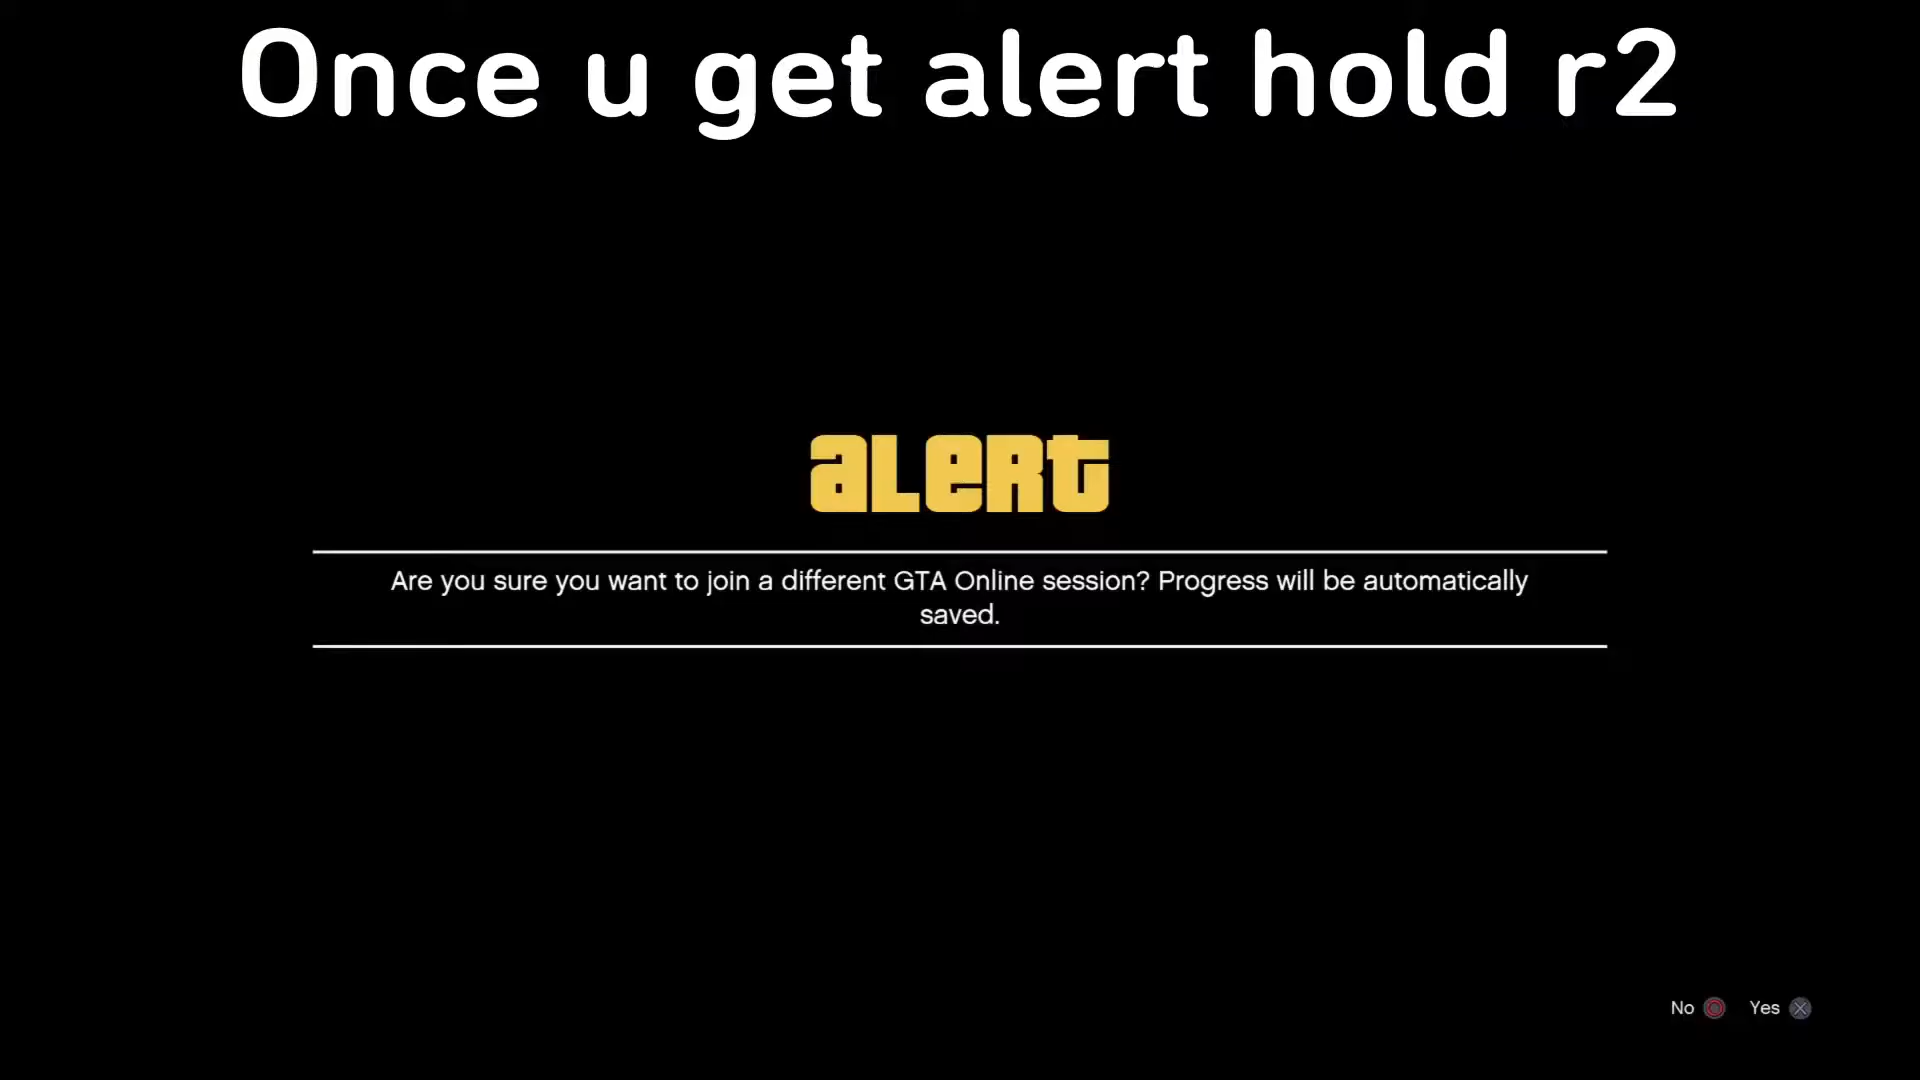 Once u get alert hold r2
aLeRt
Are you sure you want to join a different GTA Online session? Progress will be automatically
saved.
No Yes